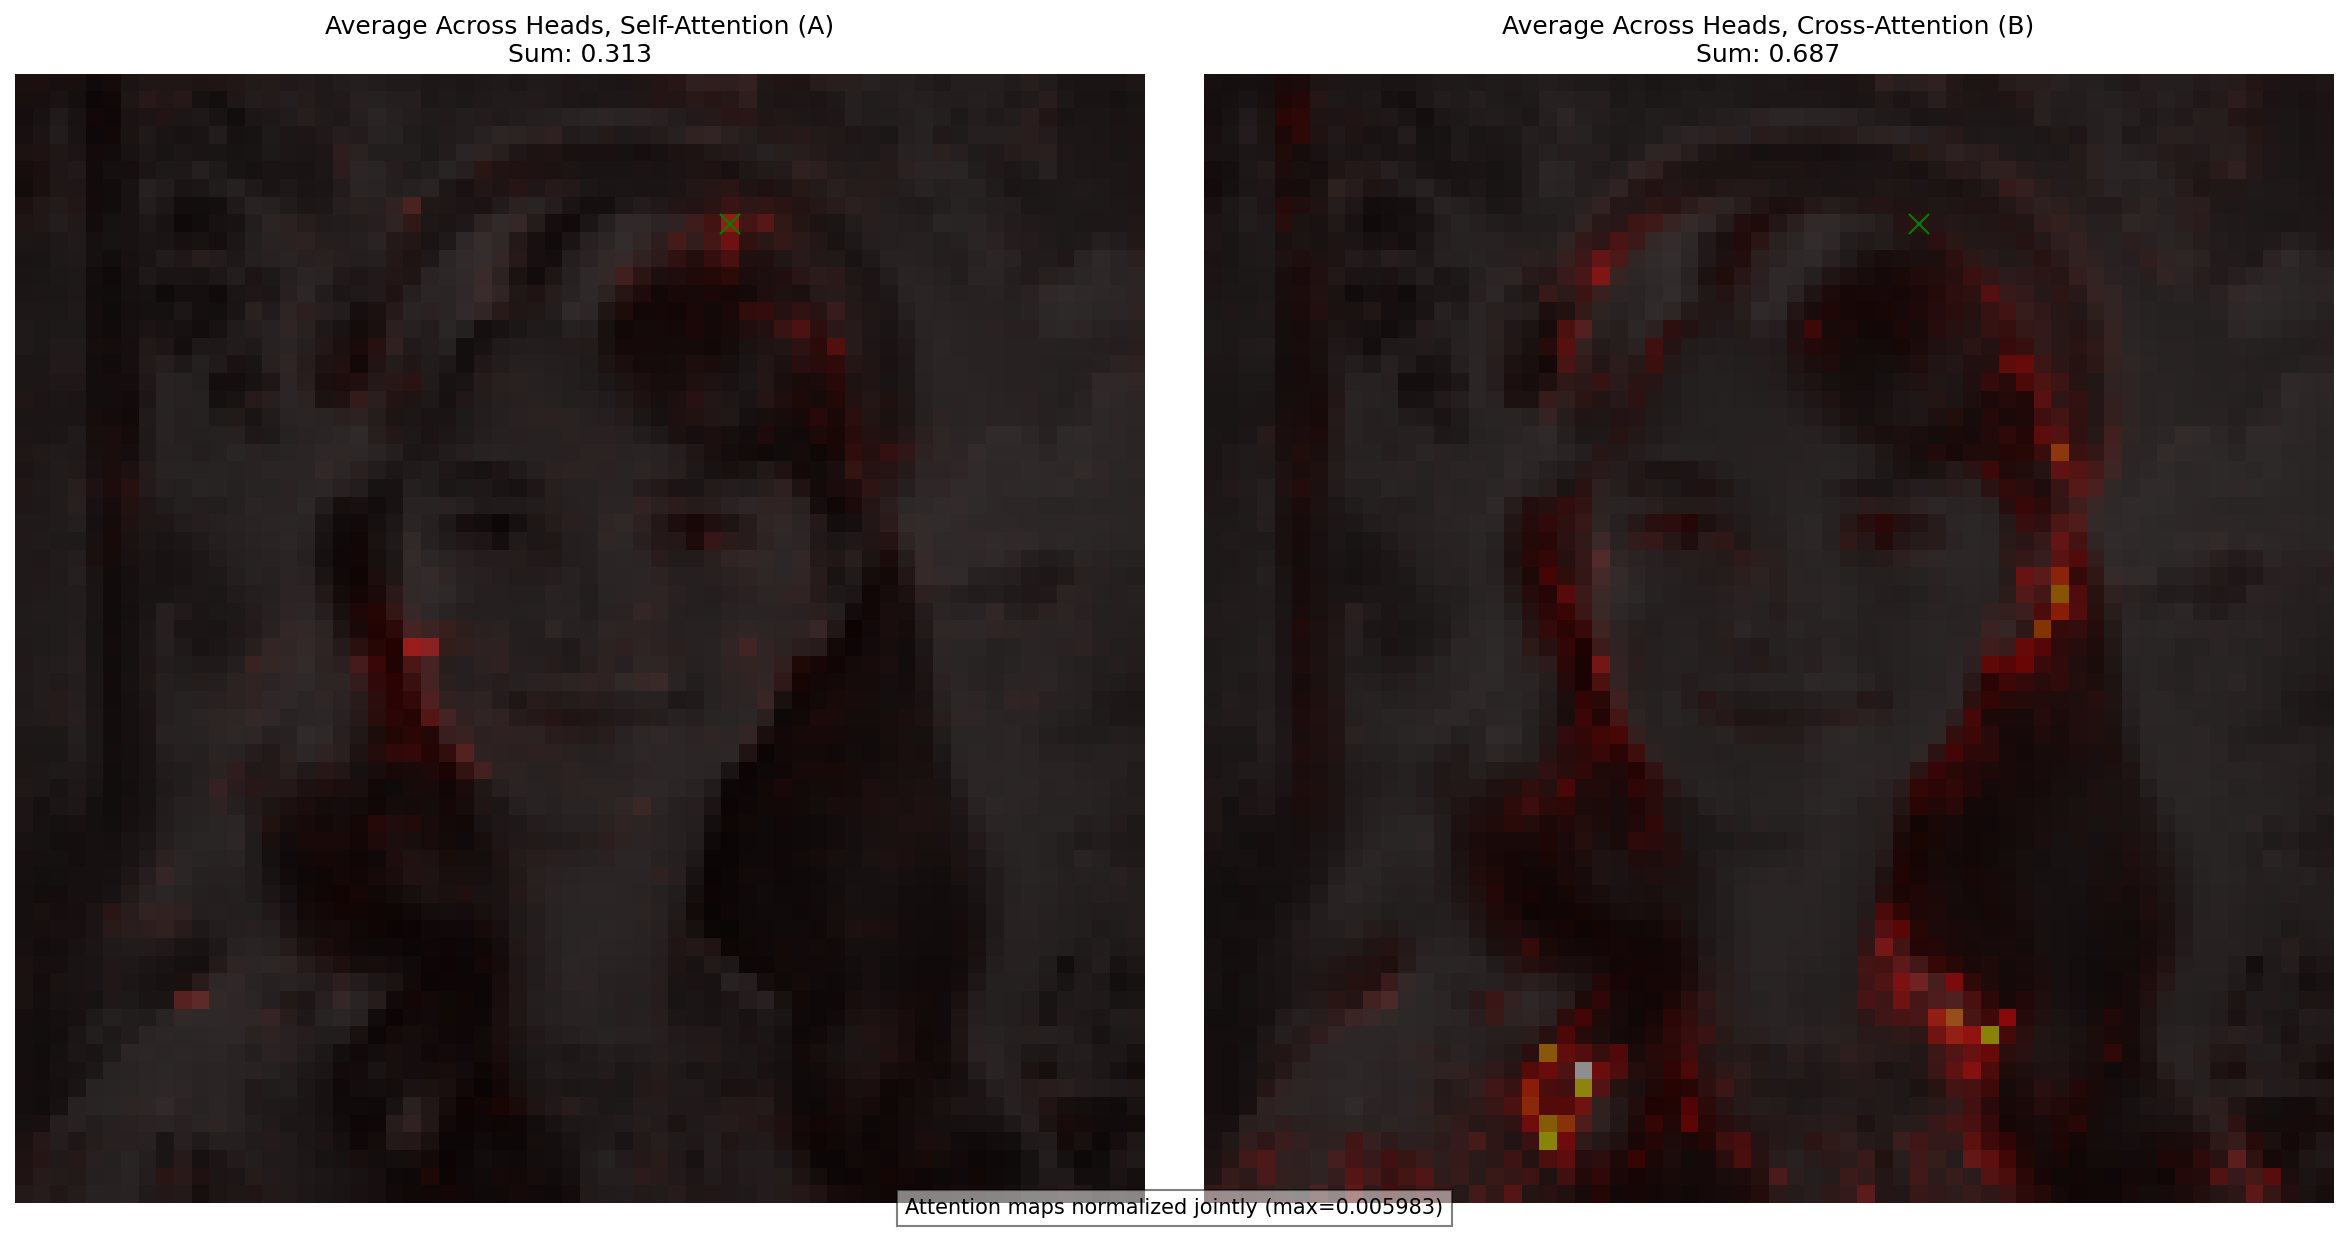 Average Across Heads, Self-Attention (A)
Sum: 0.313
Average Across Heads, Cross-Attention (B)
Sum: 0.687
Attention maps normalized jointly (max=0.005983)